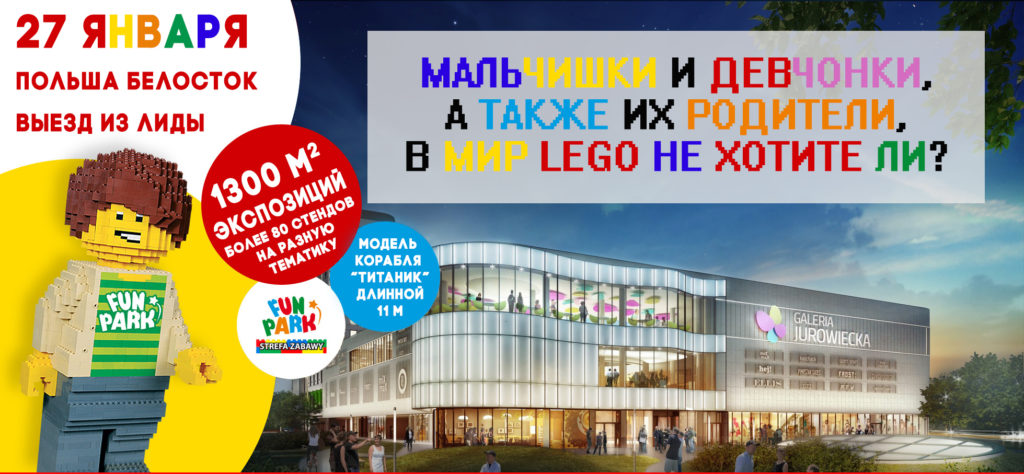 27 ЯНВАРЯ
ПОЛЬША БЕЛОСТОК
ВЫЕЗД ИЗ ЛИДЫ
МАЛЬЧИШКИ И ДЕВЧОНКИ,
А ТАКЖЕ ИХ РОДИТЕЛИ,
В МИР LEGO НЕ ХОТИТЕ ЛИ?
1300 М²
ЭКСПОЗИЦИЙ
БОЛЕЕ 80 СТЕНДОВ
НА РАЗНУЮ
ТЕМАТИКУ
МОДЕЛЬ
КОРАБЛЯ
"ТИТАНИК"
ДЛИННОЙ
11 М
FUN
PARK
FUN
PARK
STREFA ZABAWY
GALERIA
JUROWIECKA
hej!